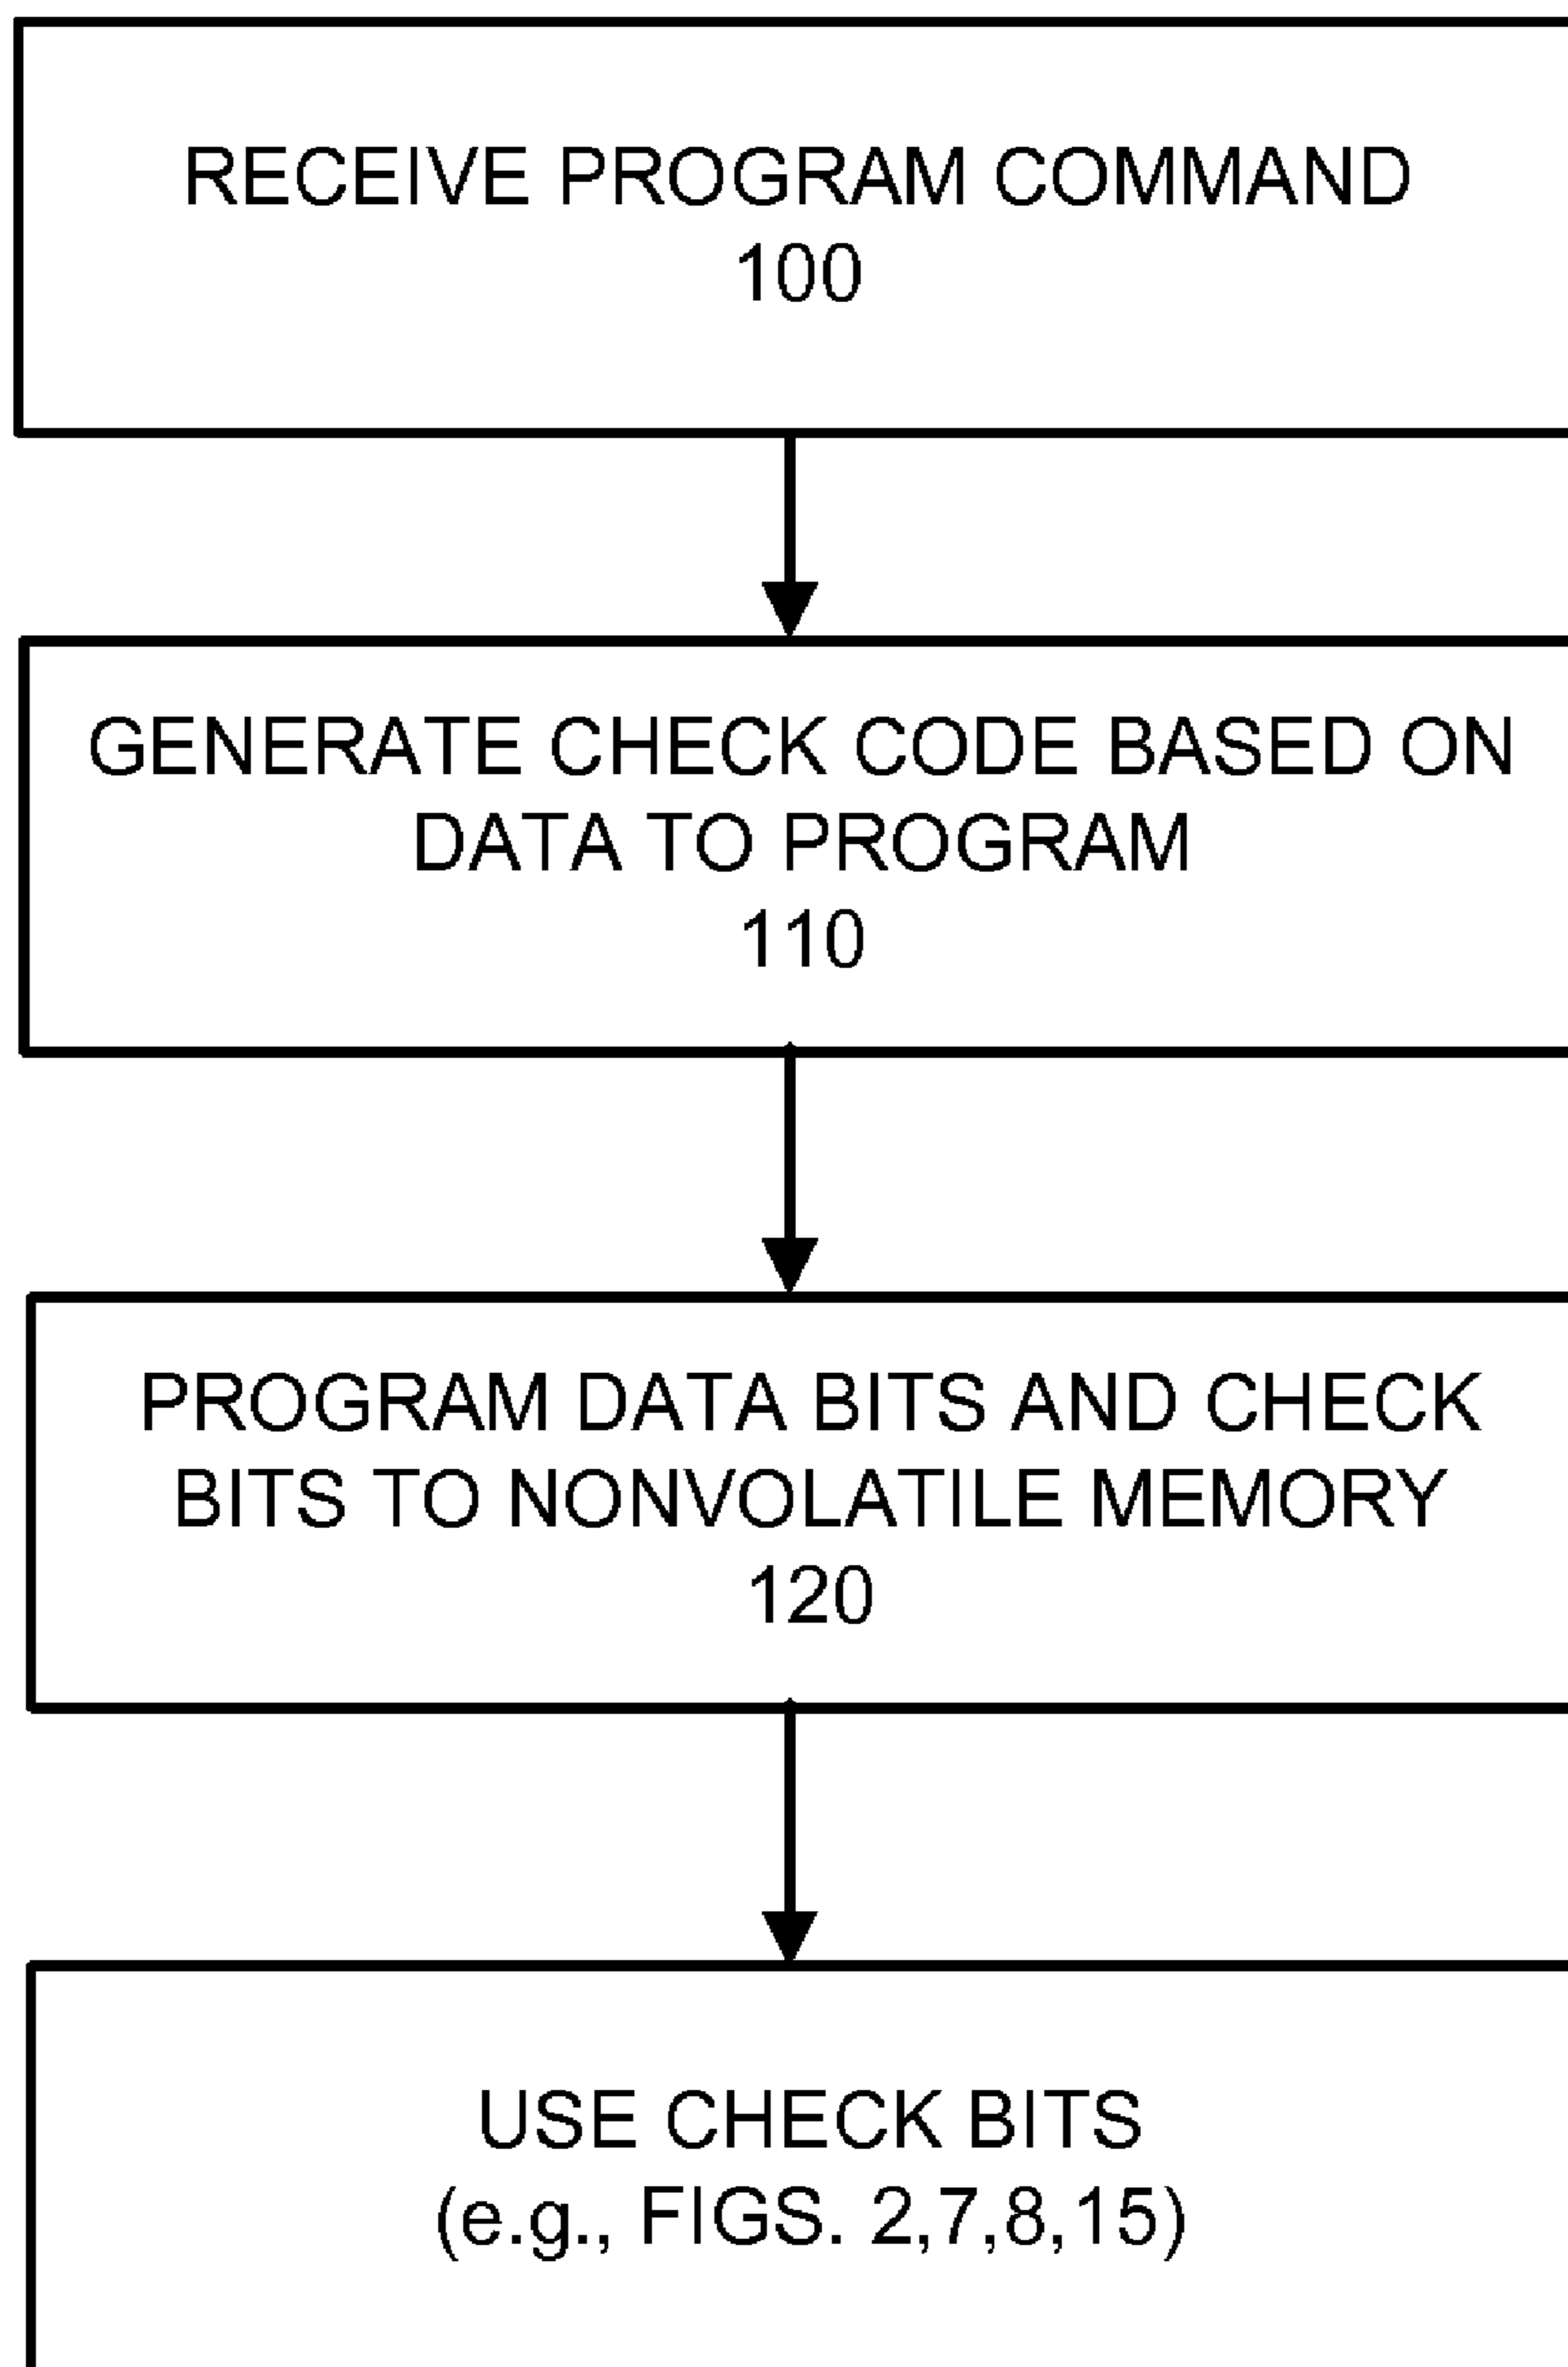 RECEIVE PROGRAM COMMAND
100
GENERATE CHECK CODE BASED ON
DATA TO PROGRAM
110
PROGRAM DATA BITS AND CHECK
BITS TO NONVOLATILE MEMORY
120
USE CHECK BITS
(e.g., FIGS. 2,7,8,15)